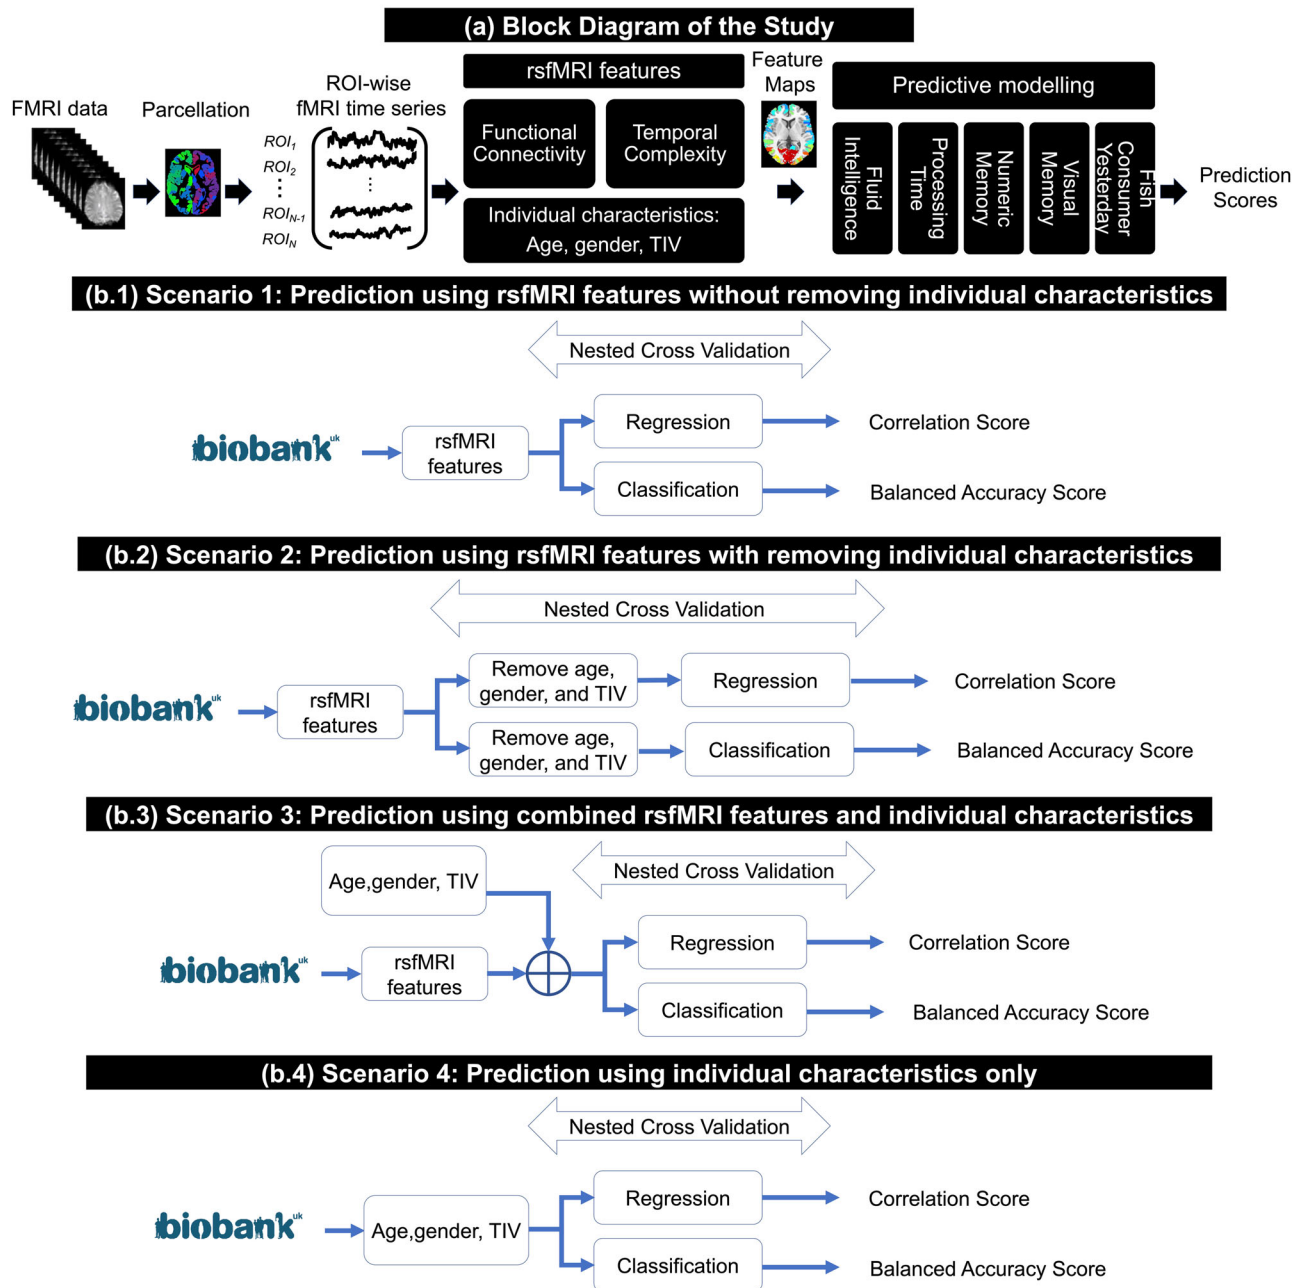 (a) Block Diagram of the Study
FMRI data
Parcellation
ROI-wise
fMRI time series
ROI1
ROI2
ROIN-1
ROIN
rsfMRI features
Functional
Connectivity
Temporal
Complexity
Individual characteristics:
Age, gender, TIV
Feature
Maps
Predictive modelling
Fluid
Intelligence
Processing
Time
Numeric
Memory
Visual
Memory
Fish
Consumer
Yesterday
Prediction
Scores
(b.1) Scenario 1: Prediction using rsfMRI features without removing individual characteristics
Nested Cross Validation
biobank uk
rsfMRI
features
Regression
Correlation Score
Classification
Balanced Accuracy Score
(b.2) Scenario 2: Prediction using rsfMRI features with removing individual characteristics
Nested Cross Validation
biobank uk
rsfMRI
features
Remove age,
gender, and TIV
Regression
Correlation Score
Remove age,
gender, and TIV
Classification
Balanced Accuracy Score
(b.3) Scenario 3: Prediction using combined rsfMRI features and individual characteristics
Nested Cross Validation
Age,gender, TIV
biobank uk
rsfMRI
features
Regression
Correlation Score
Classification
Balanced Accuracy Score
(b.4) Scenario 4: Prediction using individual characteristics only
Nested Cross Validation
biobank uk
Age,gender, TIV
Regression
Correlation Score
Classification
Balanced Accuracy Score